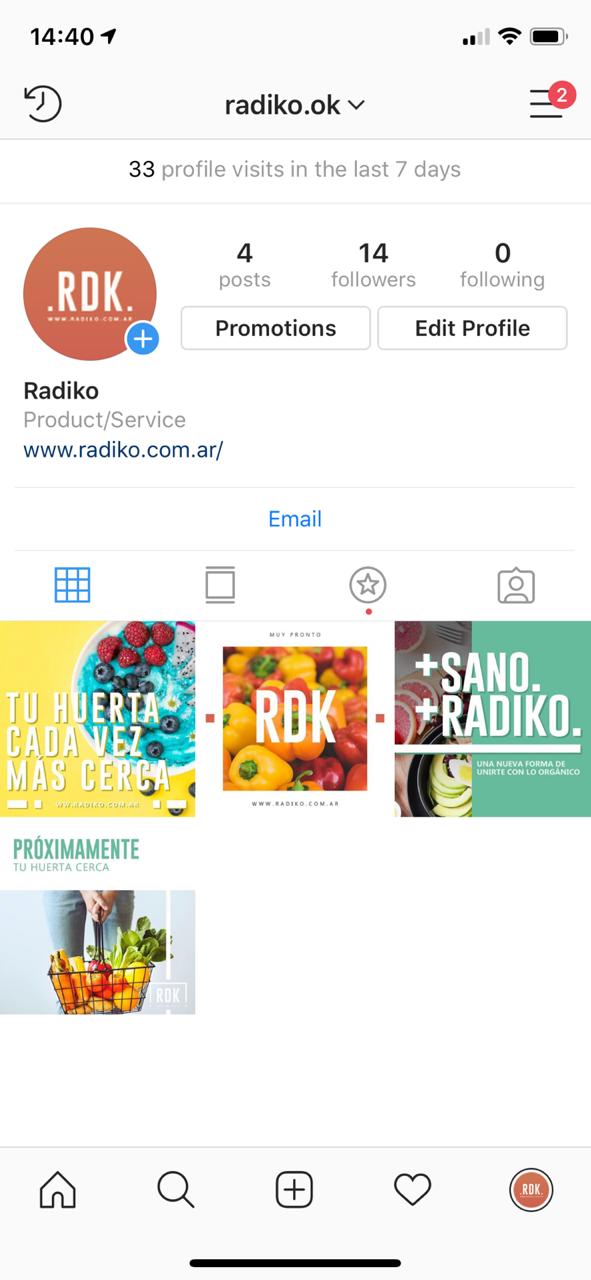 14:40
radiko.ok
2
33 profile visits in the last 7 days
.RDK.
WWW.RADIKO.COM.AR
4 14 0
posts followers following
Promotions Edit Profile
Radiko
Product/Service
www.radiko.com.ar/
Email
TU HUERTA
CADA VEZ
MÁS CERCA
WW.RADIKO.COM.AR
MUY PRONTO
RDK
WWW.RADIKO.COM.AR
+SANO.
+RADIKO.
UNA NUEVA FORMA DE
UNIRTE CON LO ORGÁNICO
PRÓXIMAMENTE
TU HUERTA CERCA
RDK
.RDK.